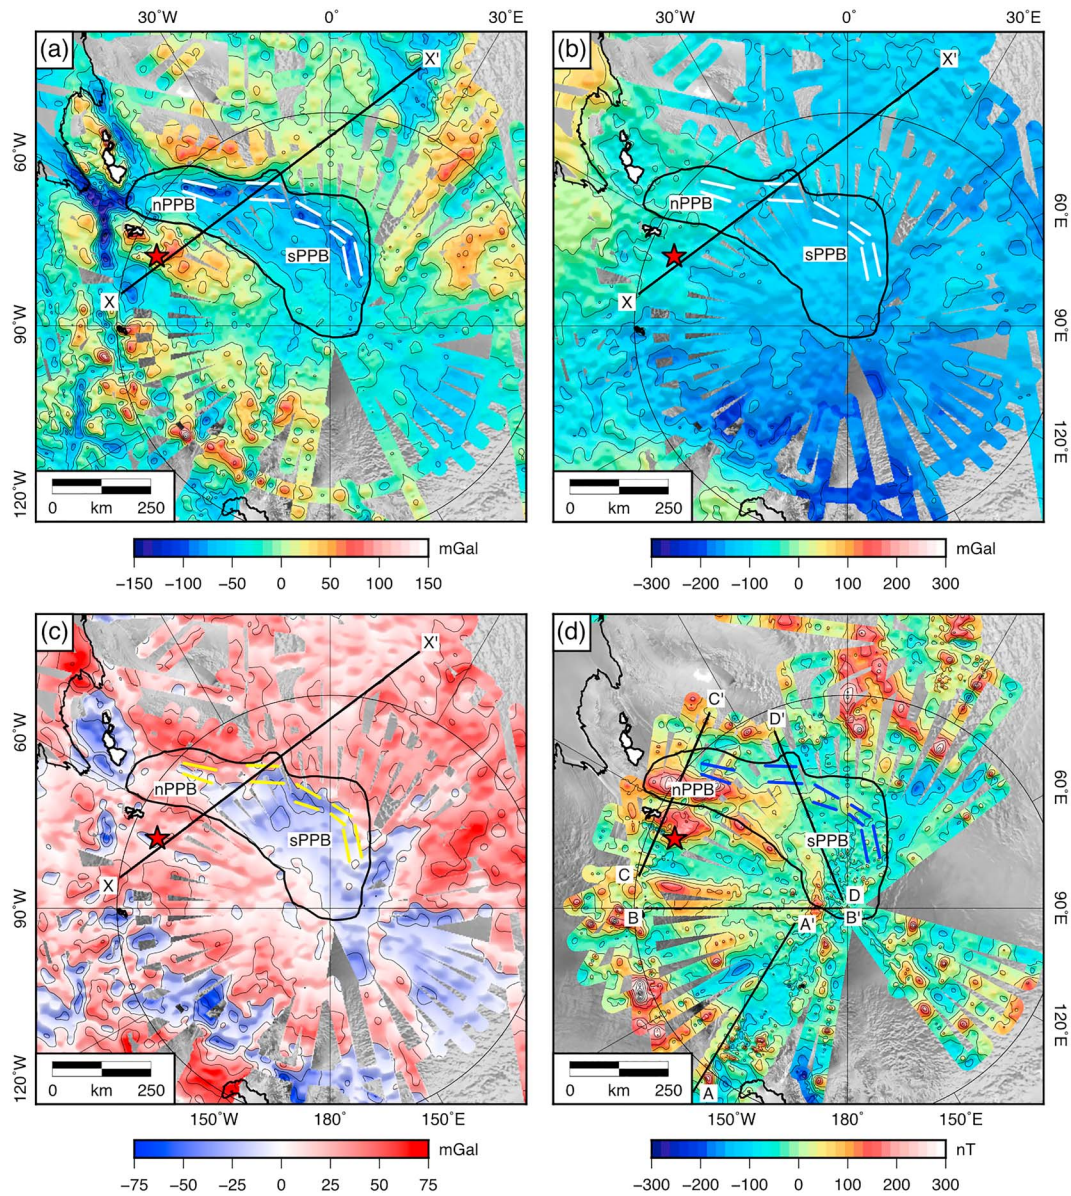 30°W 0° 30°E 30°W 0° 30°E
(a) X' (b) X'
60°W 60°E
nPPB nPPB
sPPB sPPB
X X
90°W 90°E
120°W 120°E
0 km 250 0 km 250
mGal mGal
−150 −100 −50 0 50 100 150 −300 −200 −100 0 100 200 300
(c) X' (d)
C' D'
60°W 60°E
nPPB nPPB
sPPB sPPB
X C
D
90°W B A' B' 90°E
120°W 120°E
0 km 250 0 km 250 A
150°W 180° 150°E 150°W 180° 150°E
mGal nT
−75 −50 −25 0 25 50 75 −300 −200 −100 0 100 200 300